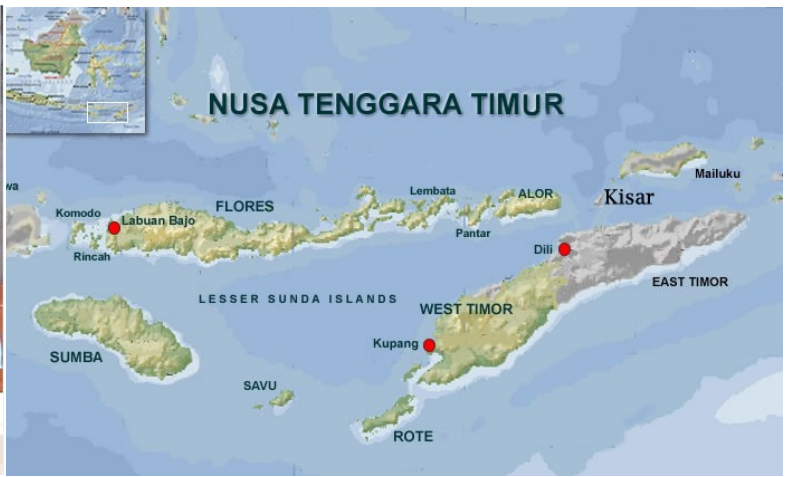 NUSA TENGGARA TIMUR
Mailuku
wa
Komodo
Labuan Bajo
FLORES
Lembata
ALOR
Kisar
Rincah
Pantar
Dili
EAST TIMOR
LESSER SUNDA ISLANDS
WEST TIMOR
SUMBA
Kupang
SAVU
ROTE